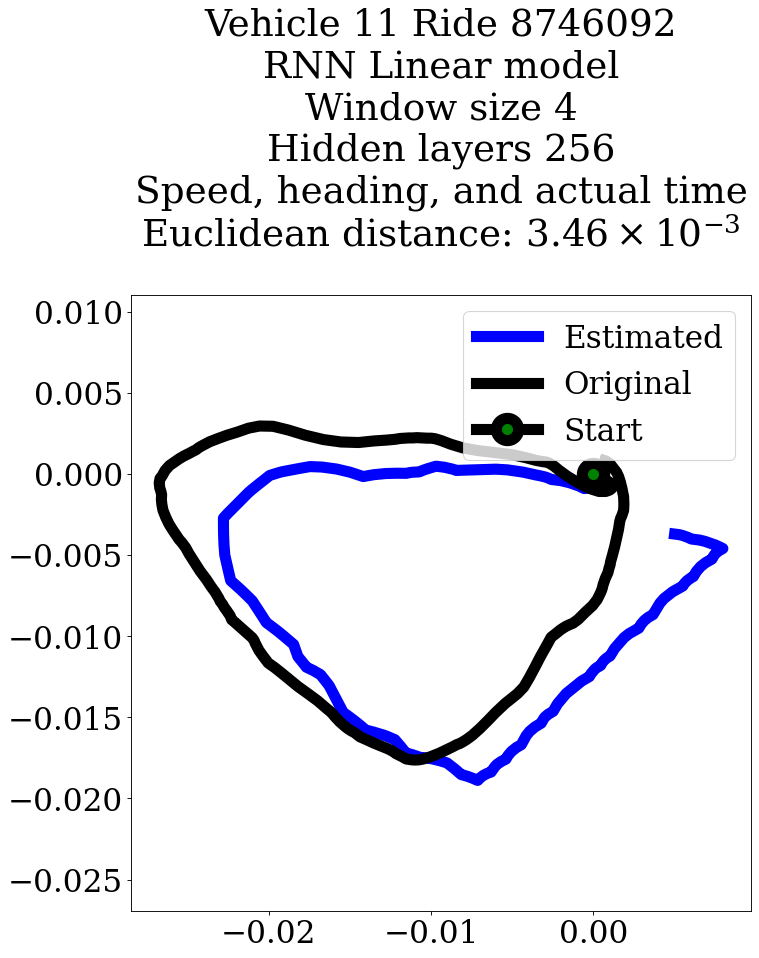 Vehicle 11 Ride 8746092
RNN Linear model
Window size 4
Hidden layers 256
Speed, heading, and actual time
Euclidean distance: 3.46 × 10⁻³
0.010
0.005
0.000
−0.005
−0.010
−0.015
−0.020
−0.025
Estimated
Original
Start
−0.02
−0.01
0.00